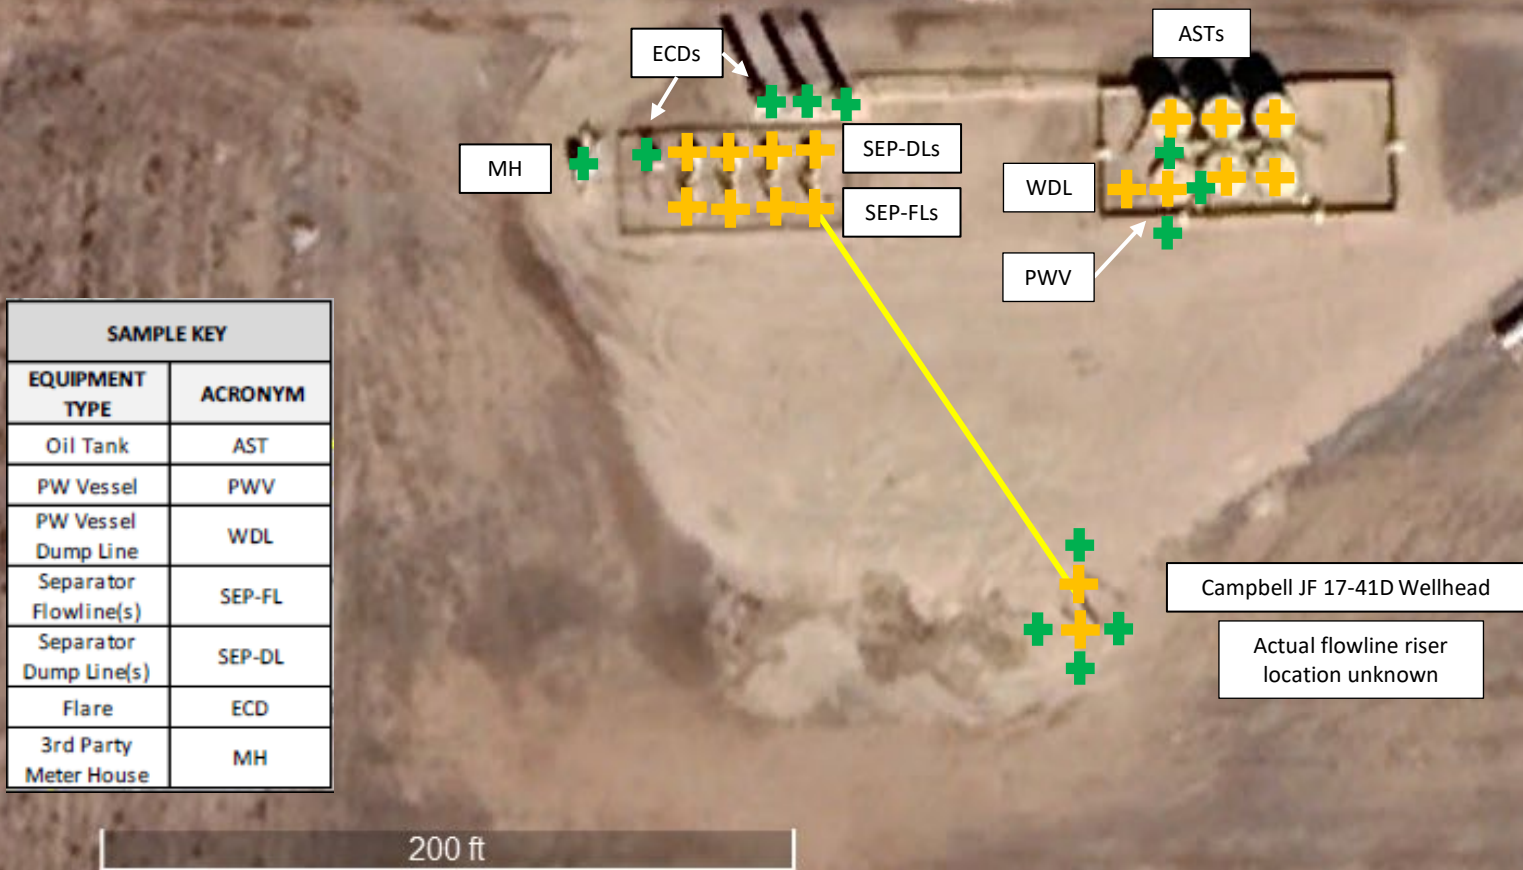 ASTs
ECDs
MH
SEP-DLs
SEP-FLs
WDL
PWV
SAMPLE KEY
EQUIPMENT
TYPE
ACRONYM
Oil Tank
AST
PW Vessel
PWV
PW Vessel
Dump Line
WDL
Separator
Flowline(s)
SEP-FL
Separator
Dump Line(s)
SEP-DL
Flare
ECD
3rd Party
Meter House
MH
Campbell JF 17-41D Wellhead
Actual flowline riser
location unknown
200 ft